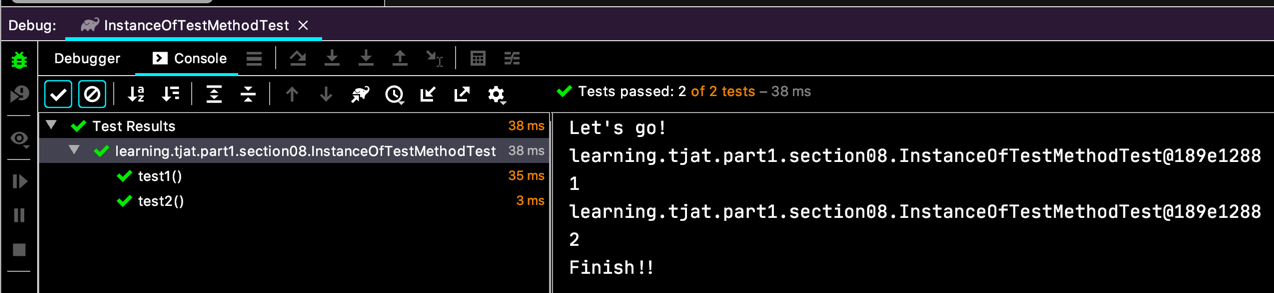 Debug: InstanceOfTestMethodTest
Debugger Console
Tests passed: 2 of 2 tests – 38 ms
Test Results 38 ms
learning.tjat.part1.section08.InstanceOfTestMethodTest 38 ms
test1() 35 ms
test2() 3 ms
Let's go!
learning.tjat.part1.section08.InstanceOfTestMethodTest@189e1288
1
learning.tjat.part1.section08.InstanceOfTestMethodTest@189e1288
2
Finish!!